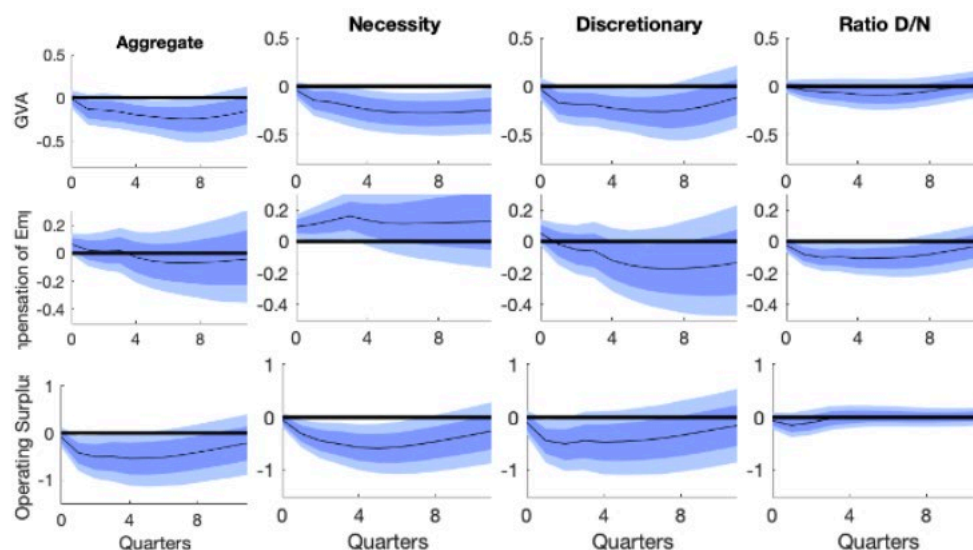 Aggregate Necessity Discretionary Ratio D/N
GVA
0.5 0.5 0.5 0.5
0 0 0 0
-0.5 -0.5 -0.5 -0.5
0 4 8 0 4 8 0 4 8 0 4 8
mpensation of Emp
0.2 0.2 0.2 0.2
0 0 0 0
-0.2 -0.2 -0.2 -0.2
-0.4 -0.4 -0.4 -0.4
0 4 8 0 4 8 0 4 8 0 4 8
Operating Surplus
1 1 1 1
0 0 0 0
-1 -1 -1 -1
0 4 8 0 4 8 0 4 8 0 4 8
Quarters Quarters Quarters Quarters